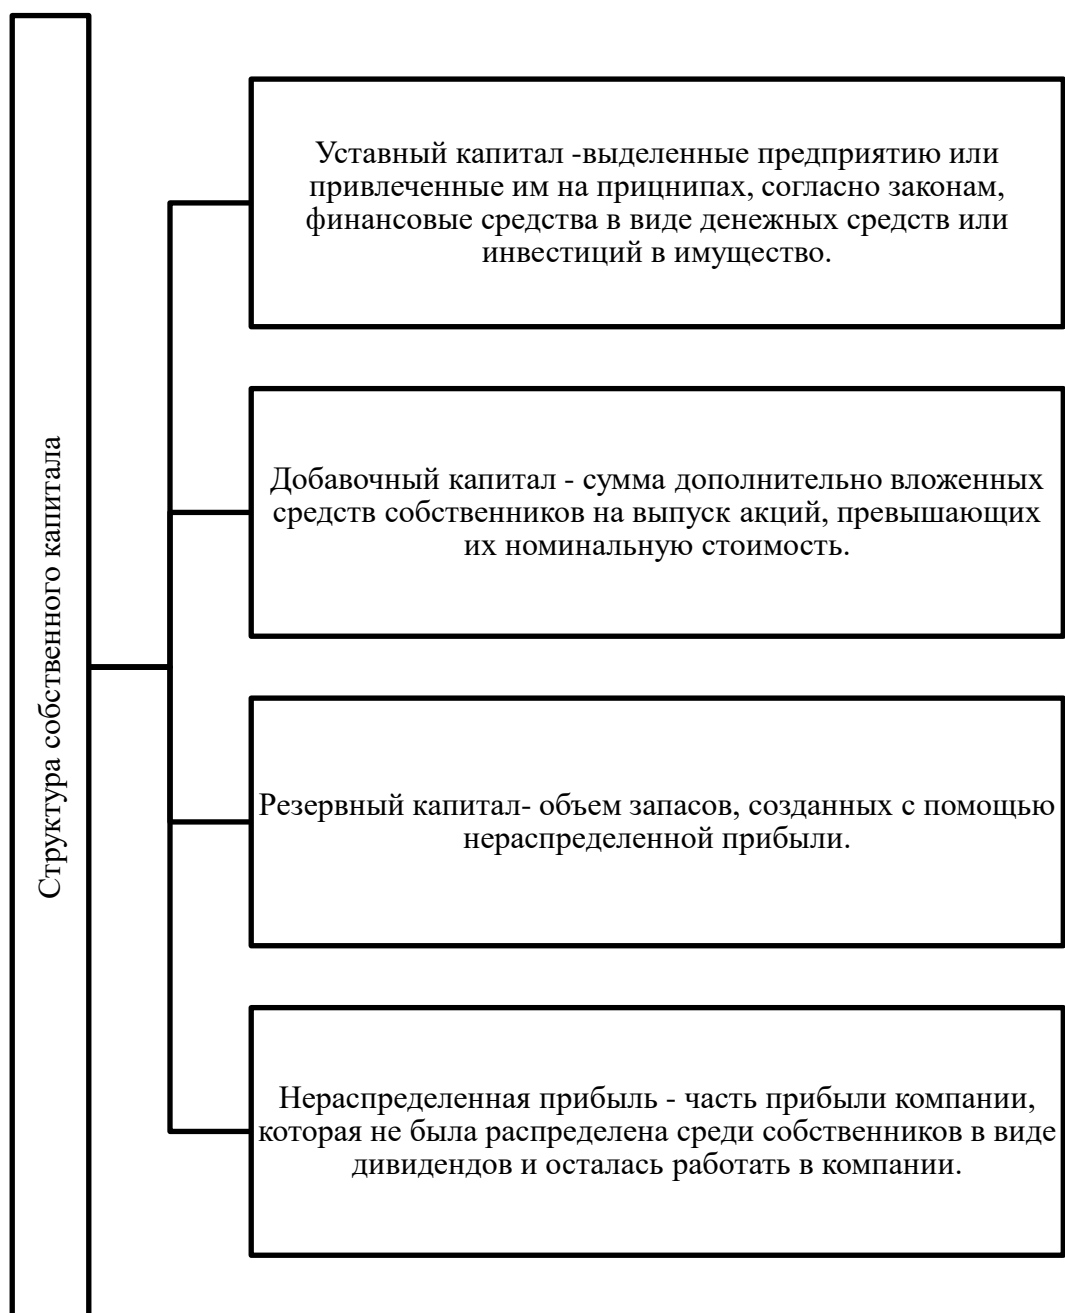 Структура собственного капитала
Уставный капитал -выделенные предприятию или
привлеченные им на прицнипах, согласно законам,
финансовые средства в виде денежных средств или
инвестиций в имущество.
Добавочный капитал - сумма дополнительно вложенных
средств собственников на выпуск акций, превышающих
их номинальную стоимость.
Резервный капитал- объем запасов, созданных с помощью
нераспределенной прибыли.
Нераспределенная прибыль - часть прибыли компании,
которая не была распределена среди собственников в виде
дивидендов и осталась работать в компании.